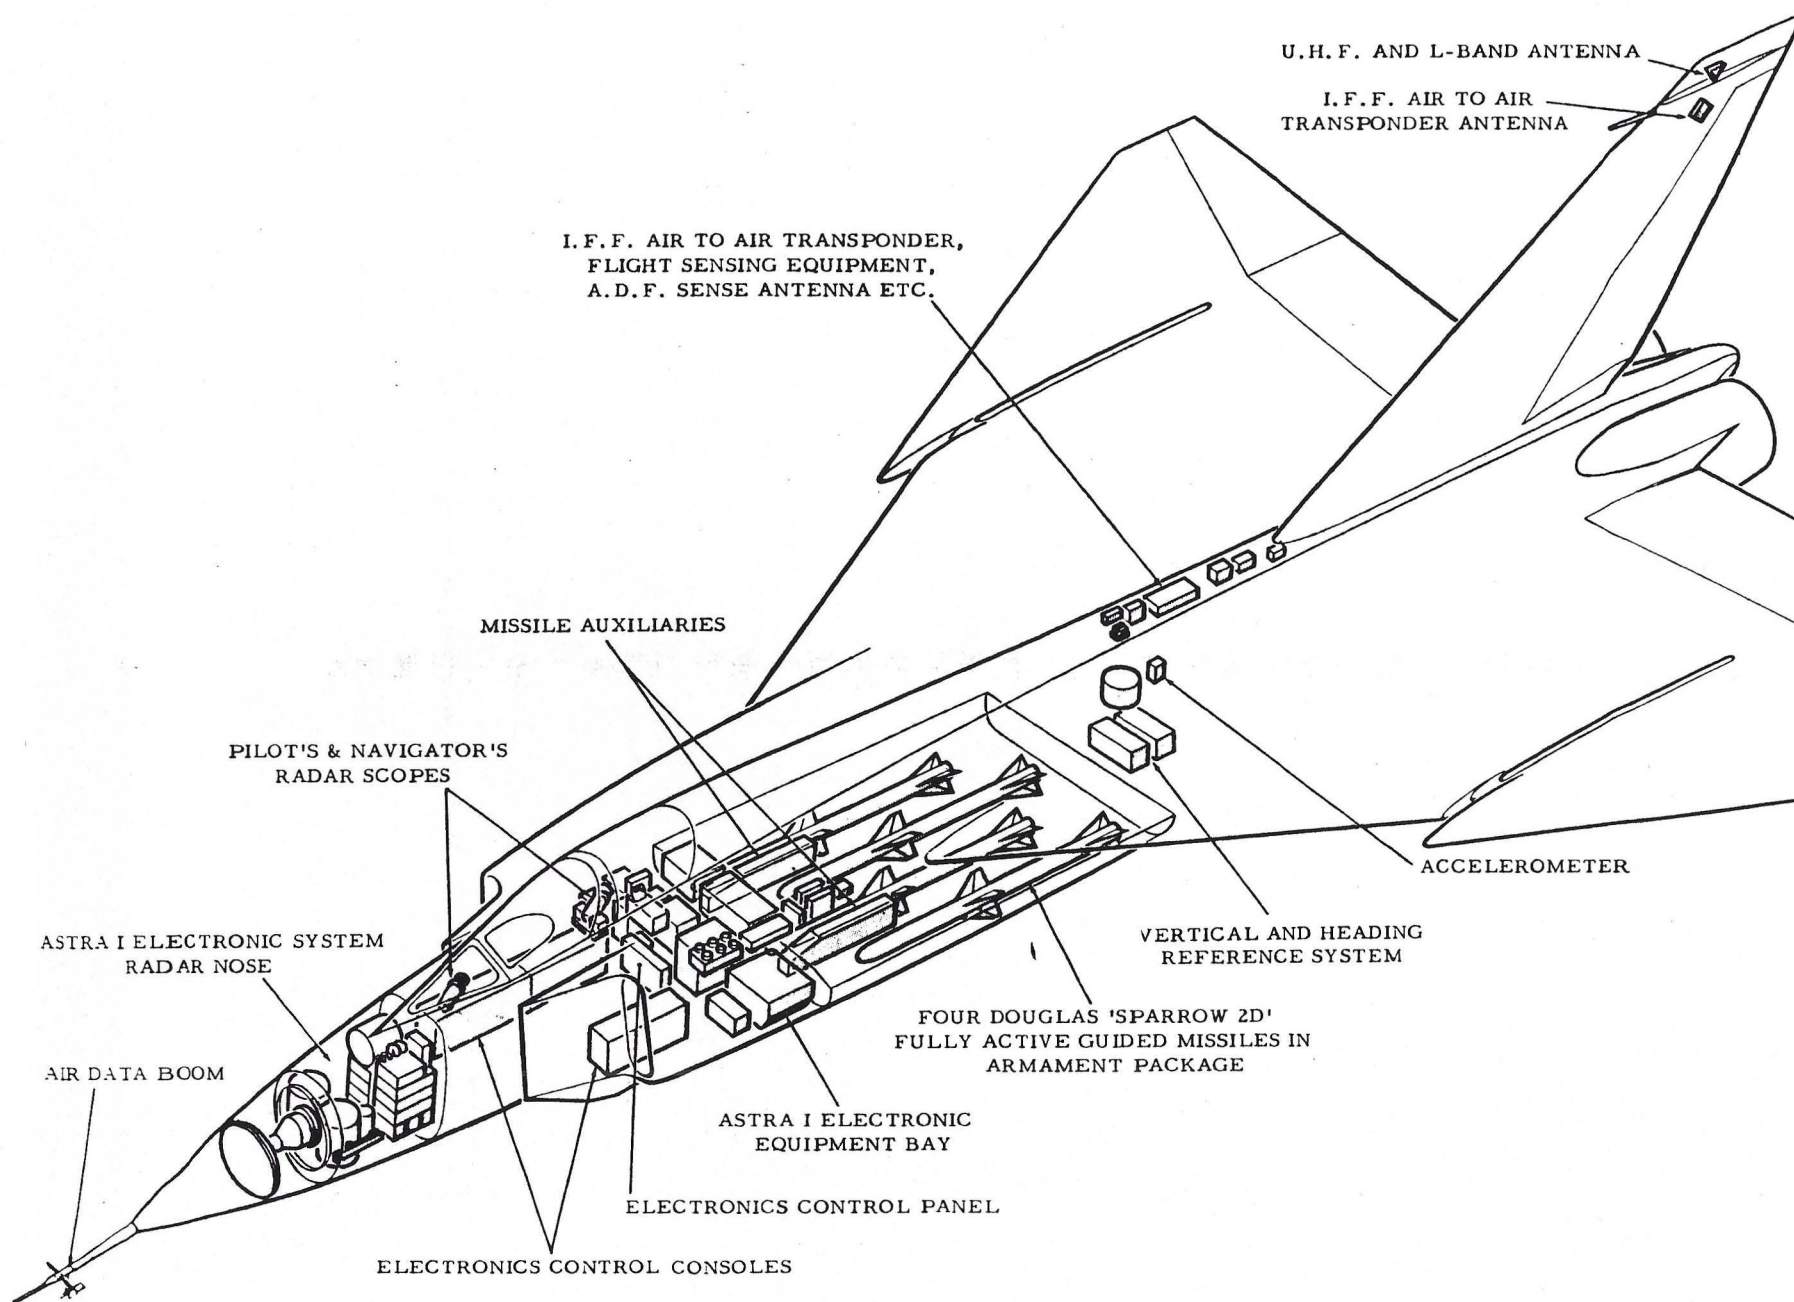 U.H.F. AND L-BAND ANTENNA
I.F.F. AIR TO AIR
TRANSPONDER ANTENNA
I.F.F. AIR TO AIR TRANSPONDER,
FLIGHT SENSING EQUIPMENT,
A.D.F. SENSE ANTENNA ETC.
MISSILE AUXILIARIES
PILOT'S & NAVIGATOR'S
RADAR SCOPES
ACCELEROMETER
ASTRA I ELECTRONIC SYSTEM
RADAR NOSE
VERTICAL AND HEADING
REFERENCE SYSTEM
FOUR DOUGLAS 'SPARROW 2D'
FULLY ACTIVE GUIDED MISSILES IN
ARMAMENT PACKAGE
AIR DATA BOOM
ASTRA I ELECTRONIC
EQUIPMENT BAY
ELECTRONICS CONTROL PANEL
ELECTRONICS CONTROL CONSOLES